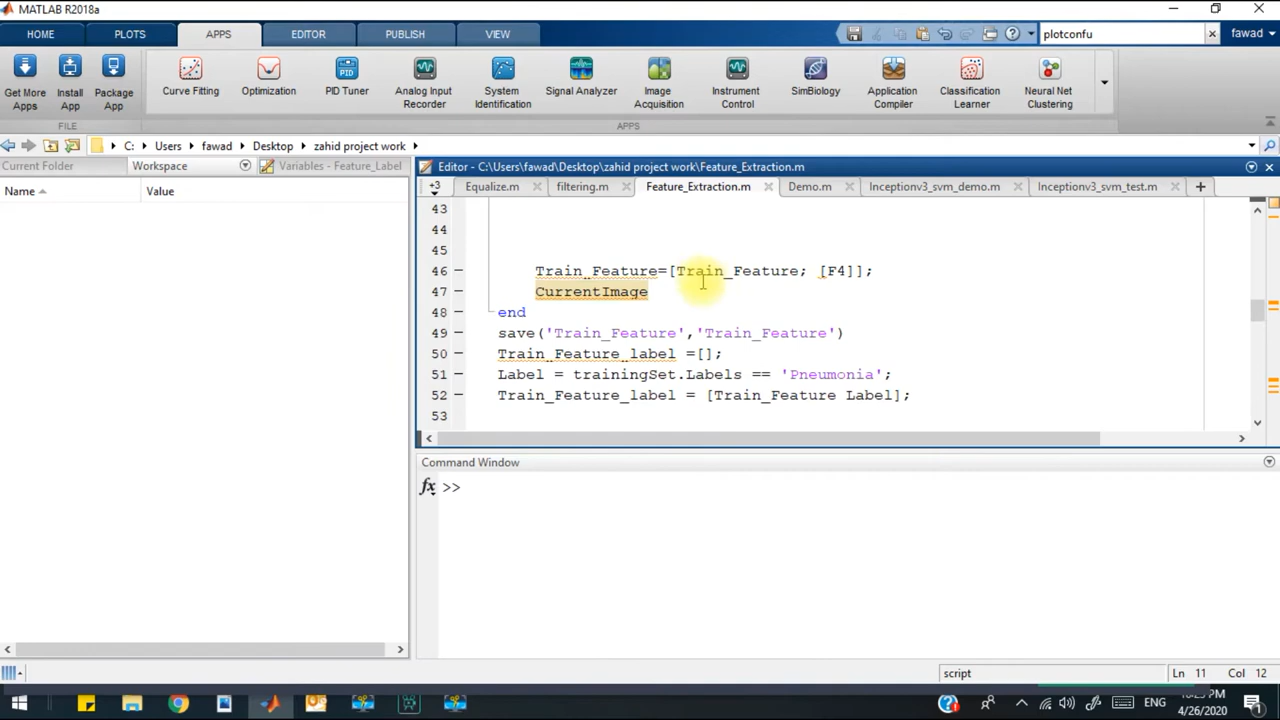 MATLAB R2018a
HOME PLOTS APPS EDITOR PUBLISH VIEW plotconfu fawad
Get More Apps Install App Package App Curve Fitting Optimization PID Tuner Analog Input Recorder System Identification Signal Analyzer Image Acquisition Instrument Control SimBiology Application Compiler Classification Learner Neural Net Clustering
FILE APPS
C: Users fawad Desktop zahid project work
Current Folder Workspace Variables - Feature_Label Editor - C:\Users\fawad\Desktop\zahid project work\Feature_Extraction.m
Name Value +3 Equalize.m filtering.m Feature_Extraction.m Demo.m Inceptionv3_svm_demo.m Inceptionv3_svm_test.m
43
44
45
46 Train_Feature=[Train_Feature; [F4]];
47 CurrentImage
48 end
49 save('Train_Feature','Train_Feature')
50 Train_Feature_label =[];
51 Label = trainingSet.Labels == 'Pneumonia';
52 Train_Feature_label = [Train_Feature Label];
53
Command Window
fx >>
script Ln 11 Col 12
ENG
4/26/2020